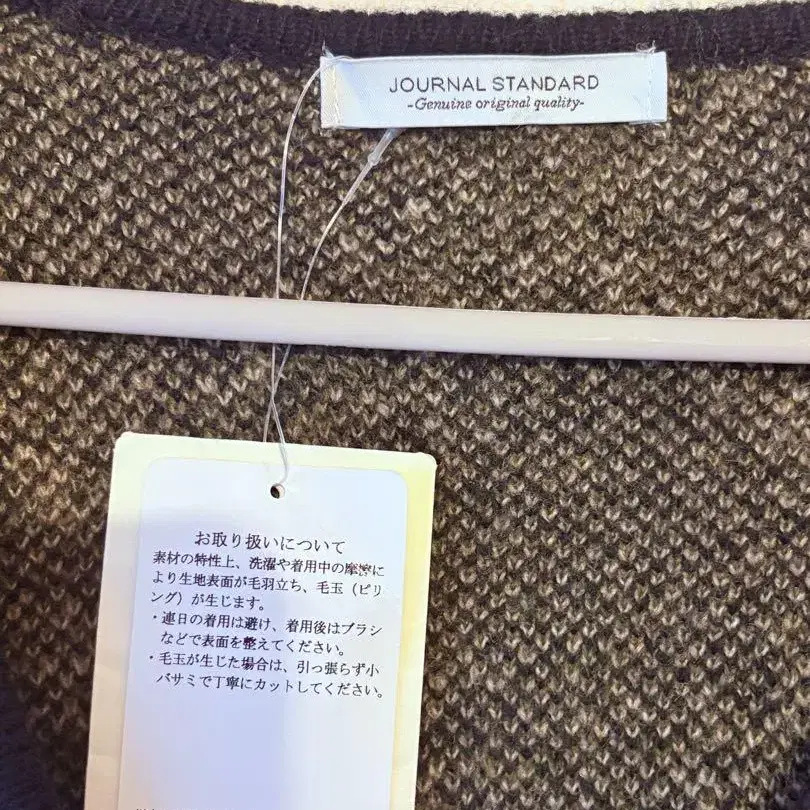 JOURNAL STANDARD
-Genuine original quality-
お取り扱いについて
素材の特性上、洗濯や着用中の摩擦に
より生地表面が毛羽立ち、毛玉（ピリ
ング）が生じます。
・連日の着用は避け、着用後はブラシ
などで表面を整えてください。
・毛玉が生じた場合は、引っ張らず小
バサミで丁寧にカットしてください。